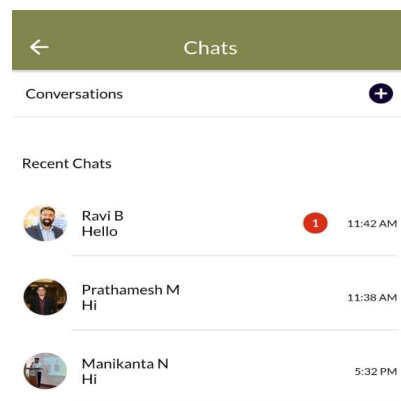 Chats
Conversations
Recent Chats
Ravi B
Hello
1
11:42 AM
Prathamesh M
Hi
11:38 AM
Manikanta N
Hi
5:32 PM